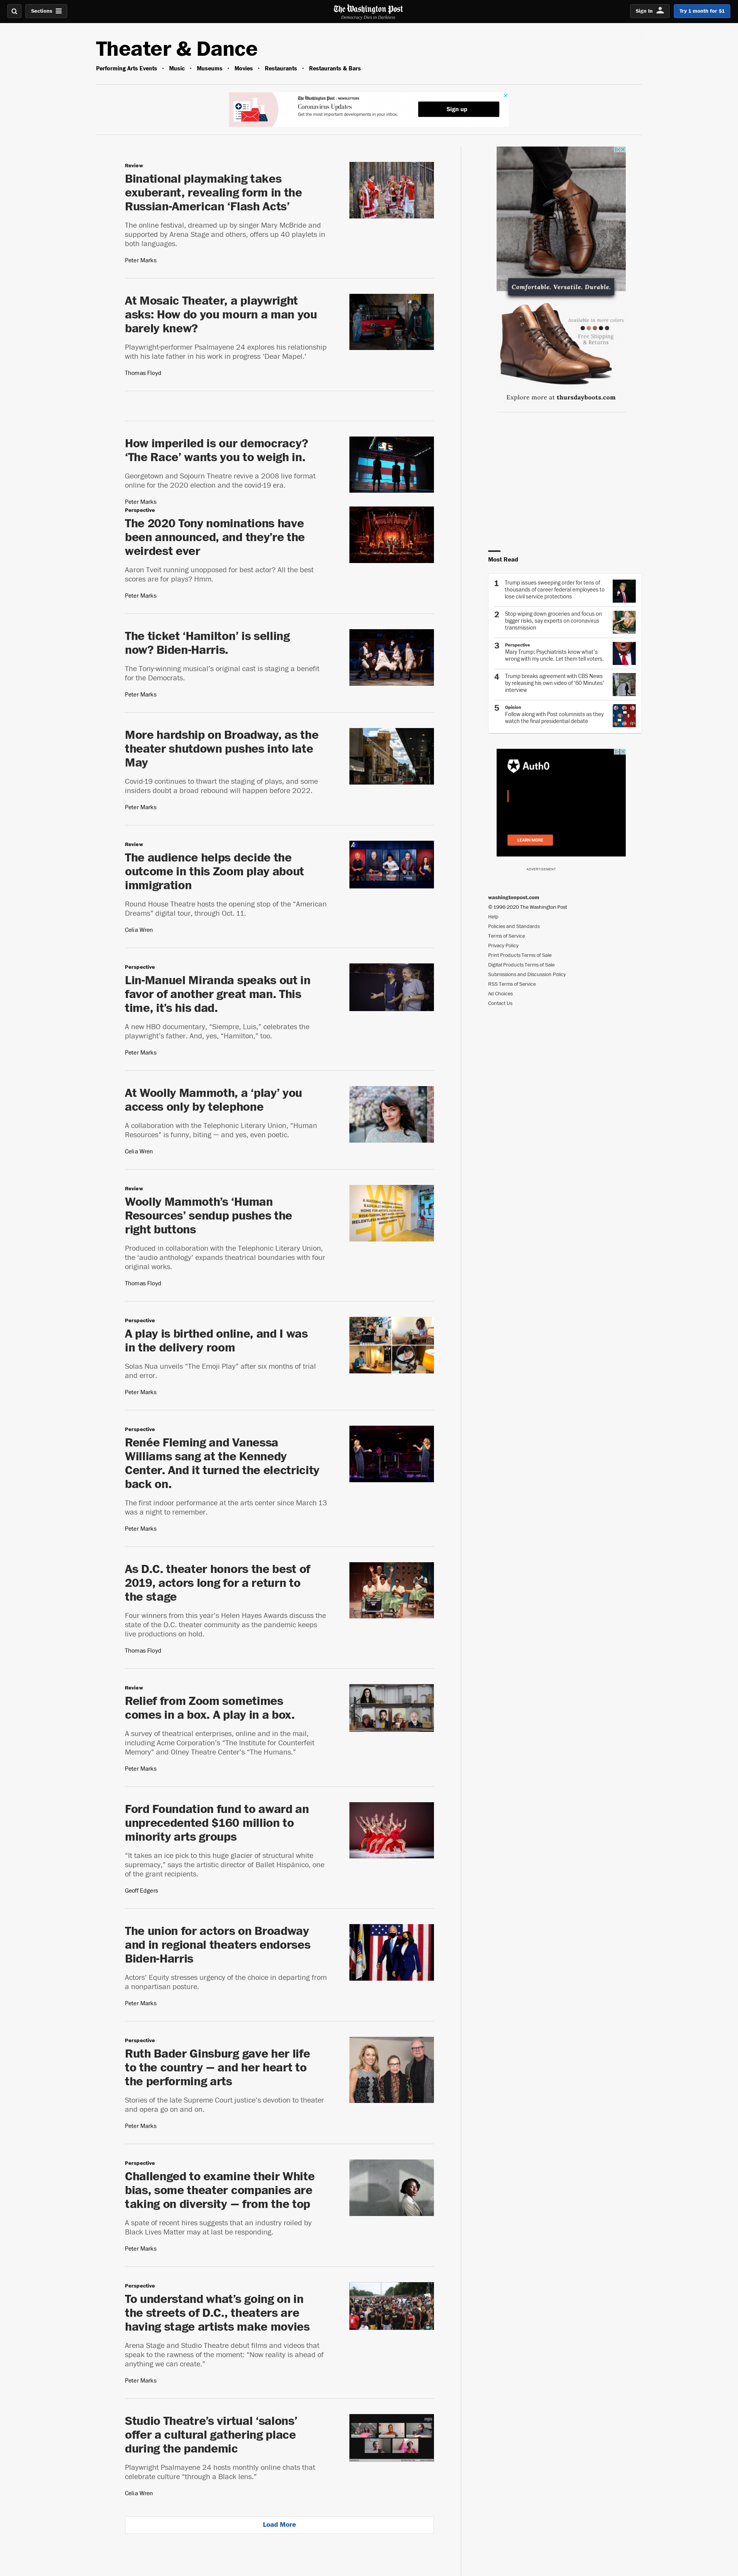 Sections
The Washington Post
Democracy Dies in Darkness
Sign in
Try 1 month for $1
Theater & Dance
Performing Arts Events • Music • Museums • Movies • Restaurants • Restaurants & Bars
The Washington Post | NEWSLETTERS
Coronavirus Updates
Get the most important developments in your inbox.
Sign up
Review
Binational playmaking takes
exuberant, revealing form in the
Russian-American ‘Flash Acts’
The online festival, dreamed up by singer Mary McBride and
supported by Arena Stage and others, offers up 40 playlets in
both languages.
Peter Marks
At Mosaic Theater, a playwright
asks: How do you mourn a man you
barely knew?
Playwright-performer Psalmayene 24 explores his relationship
with his late father in his work in progress ‘Dear Mapel.’
Thomas Floyd
How imperiled is our democracy?
‘The Race’ wants you to weigh in.
Georgetown and Sojourn Theatre revive a 2008 live format
online for the 2020 election and the covid-19 era.
Peter Marks
Perspective
The 2020 Tony nominations have
been announced, and they’re the
weirdest ever
Aaron Tveit running unopposed for best actor? All the best
scores are for plays? Hmm.
Peter Marks
The ticket ‘Hamilton’ is selling
now? Biden-Harris.
The Tony-winning musical’s original cast is staging a benefit
for the Democrats.
Peter Marks
More hardship on Broadway, as the
theater shutdown pushes into late
May
Covid-19 continues to thwart the staging of plays, and some
insiders doubt a broad rebound will happen before 2022.
Peter Marks
Review
The audience helps decide the
outcome in this Zoom play about
immigration
Round House Theatre hosts the opening stop of the “American
Dreams” digital tour, through Oct. 11.
Celia Wren
Perspective
Lin-Manuel Miranda speaks out in
favor of another great man. This
time, it’s his dad.
A new HBO documentary, “Siempre, Luis,” celebrates the
playwright’s father. And, yes, “Hamilton,” too.
Peter Marks
At Woolly Mammoth, a ‘play’ you
access only by telephone
A collaboration with the Telephonic Literary Union, “Human
Resources” is funny, biting — and yes, even poetic.
Celia Wren
Review
Woolly Mammoth’s ‘Human
Resources’ sendup pushes the
right buttons
Produced in collaboration with the Telephonic Literary Union,
the ‘audio anthology’ expands theatrical boundaries with four
original works.
Thomas Floyd
Perspective
A play is birthed online, and I was
in the delivery room
Solas Nua unveils “The Emoji Play” after six months of trial
and error.
Peter Marks
Perspective
Renée Fleming and Vanessa
Williams sang at the Kennedy
Center. And it turned the electricity
back on.
The first indoor performance at the arts center since March 13
was a night to remember.
Peter Marks
As D.C. theater honors the best of
2019, actors long for a return to
the stage
Four winners from this year’s Helen Hayes Awards discuss the
state of the D.C. theater community as the pandemic keeps
live productions on hold.
Thomas Floyd
Review
Relief from Zoom sometimes
comes in a box. A play in a box.
A survey of theatrical enterprises, online and in the mail,
including Acme Corporation’s “The Institute for Counterfeit
Memory” and Olney Theatre Center’s “The Humans.”
Peter Marks
Ford Foundation fund to award an
unprecedented $160 million to
minority arts groups
“It takes an ice pick to this huge glacier of structural white
supremacy,” says the artistic director of Ballet Hispánico, one
of the grant recipients.
Geoff Edgers
The union for actors on Broadway
and in regional theaters endorses
Biden-Harris
Actors’ Equity stresses urgency of the choice in departing from
a nonpartisan posture.
Peter Marks
Perspective
Ruth Bader Ginsburg gave her life
to the country — and her heart to
the performing arts
Stories of the late Supreme Court justice’s devotion to theater
and opera go on and on.
Peter Marks
Perspective
Challenged to examine their White
bias, some theater companies are
taking on diversity — from the top
A spate of recent hires suggests that an industry roiled by
Black Lives Matter may at last be responding.
Peter Marks
Perspective
To understand what’s going on in
the streets of D.C., theaters are
having stage artists make movies
Arena Stage and Studio Theatre debut films and videos that
speak to the rawness of the moment: “Now reality is ahead of
anything we can create.”
Peter Marks
Studio Theatre’s virtual ‘salons’
offer a cultural gathering place
during the pandemic
Playwright Psalmayene 24 hosts monthly online chats that
celebrate culture “through a Black lens.”
Celia Wren
Load More
Comfortable. Versatile. Durable.
Available in more colors
Free Shipping
& Returns
Explore more at thursdayboots.com
Most Read
1 Trump issues sweeping order for tens of
thousands of career federal employees to
lose civil service protections
2 Stop wiping down groceries and focus on
bigger risks, say experts on coronavirus
transmission
3 Perspective
Mary Trump: Psychiatrists know what’s
wrong with my uncle. Let them tell voters.
4 Trump breaks agreement with CBS News
by releasing his own video of ‘60 Minutes’
interview
5 Opinion
Follow along with Post columnists as they
watch the final presidential debate
Auth0
LEARN MORE
ADVERTISEMENT
washingtonpost.com
© 1996-2020 The Washington Post
Help
Policies and Standards
Terms of Service
Privacy Policy
Print Products Terms of Sale
Digital Products Terms of Sale
Submissions and Discussion Policy
RSS Terms of Service
Ad Choices
Contact Us